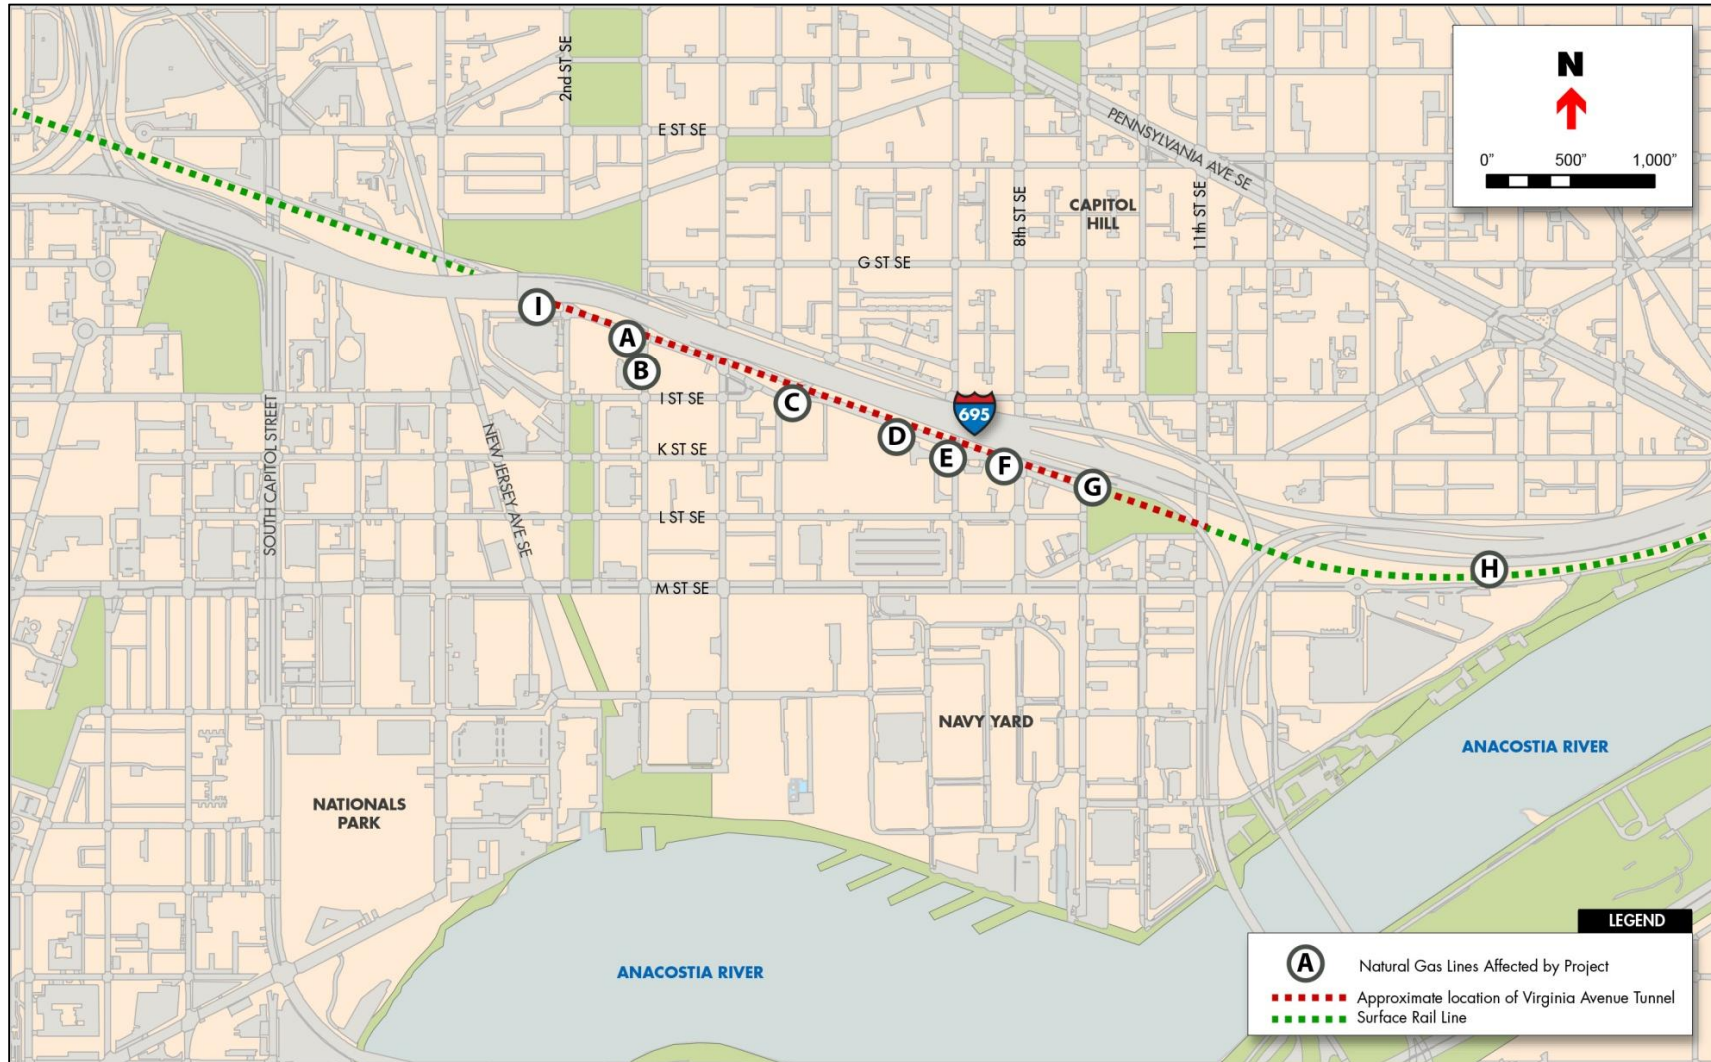 2nd ST SE
E ST SE
PENNSYLVANIA AVE SE
N
0"
500"
1,000"
8th ST SE
CAPITOL
HILL
11th ST SE
G ST SE
I
A
B
C
I ST SE
695
D
E
F
K ST SE
G
SOUTH CAPITOL STREET
NEW JERSEY AVE SE
L ST SE
H
M ST SE
NAVY YARD
ANACOSTIA RIVER
NATIONALS
PARK
ANACOSTIA RIVER
LEGEND
A
Natural Gas Lines Affected by Project
Approximate location of Virginia Avenue Tunnel
Surface Rail Line